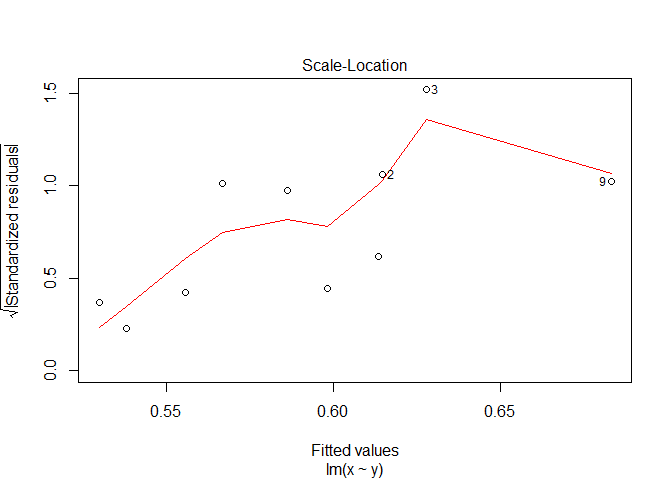 Scale-Location
√|Standardized residuals|
1.5
1.0
0.5
0.0
3
2
9
0.55 0.60 0.65
Fitted values
lm(x ~ y)